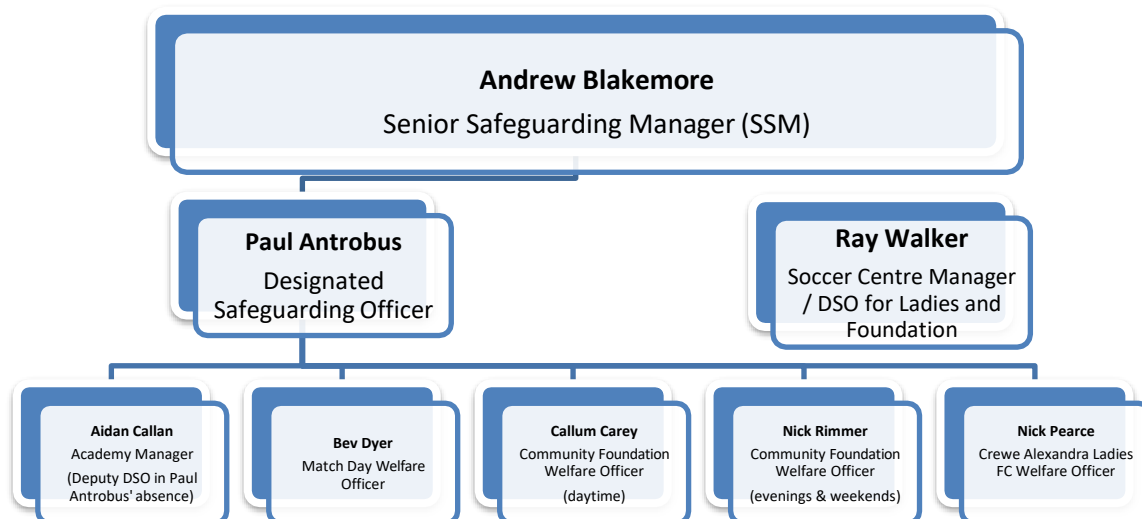 Andrew Blakemore
Senior Safeguarding Manager (SSM)
Paul Antrobus
Designated
Safeguarding Officer
Ray Walker
Soccer Centre Manager
/ DSO for Ladies and
Foundation
Aidan Callan
Academy Manager
(Deputy DSO in Paul
Antrobus' absence)
Bev Dyer
Match Day Welfare
Officer
Callum Carey
Community Foundation
Welfare Officer
(daytime)
Nick Rimmer
Community Foundation
Welfare Officer
(evenings & weekends)
Nick Pearce
Crewe Alexandra Ladies
FC Welfare Officer